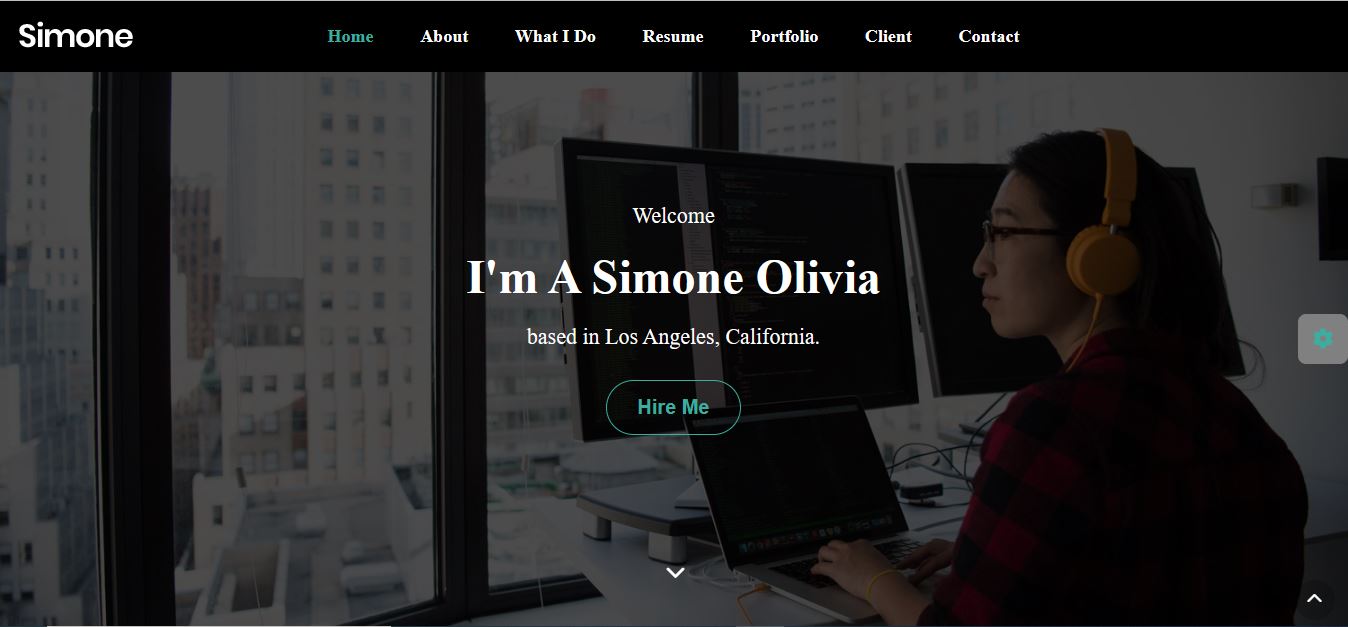 Simone
Home About What I Do Resume Portfolio Client Contact
Welcome
I'm A Simone Olivia
based in Los Angeles, California.
Hire Me